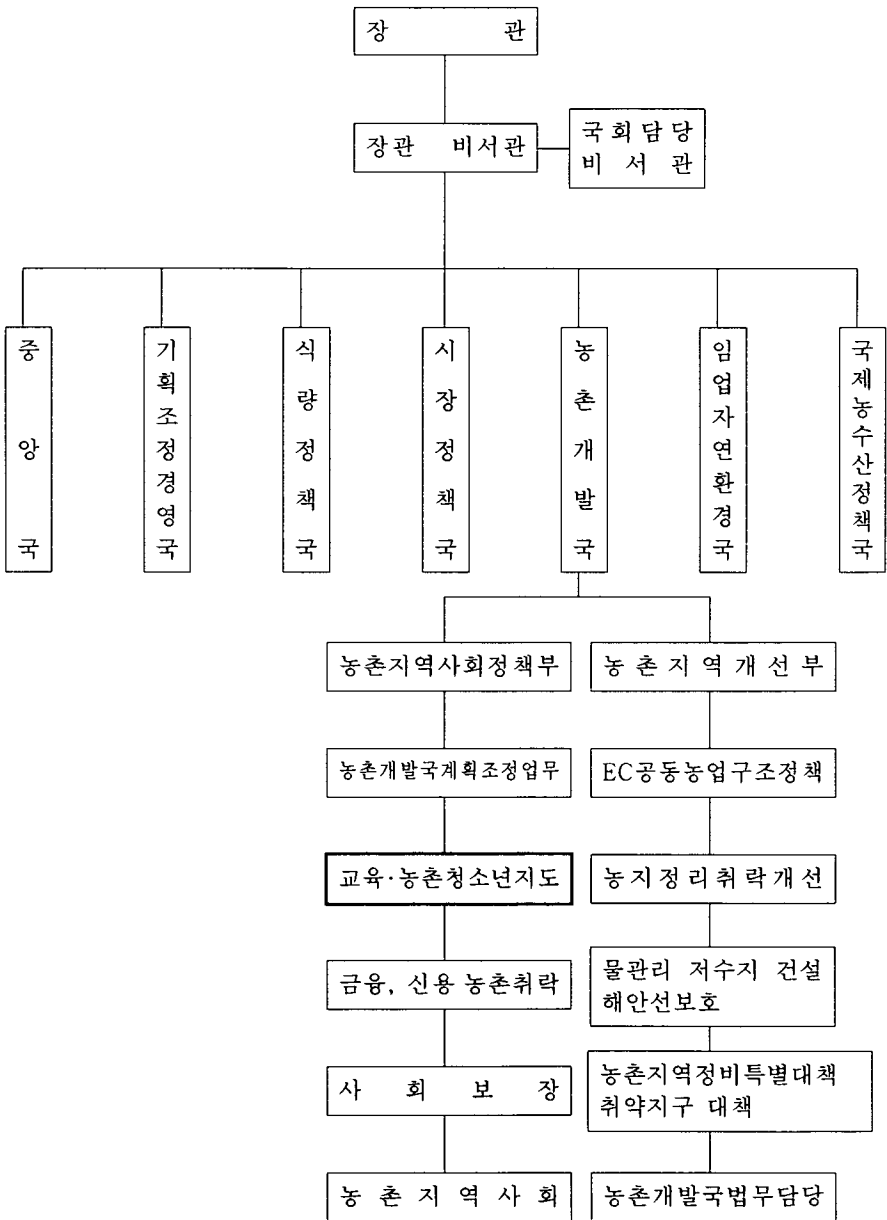 장 관
장관 비서관
국회담당
비 서 관
중 앙 국
기획조정경영국
식량정책국
시장정책국
농촌개발국
임업자연환경국
국제농수산정책국
농촌지역사회정책부
농촌지역개선부
농촌개발국계획조정업무
EC공동농업구조정책
교육·농촌청소년지도
농지정리취락개선
금융, 신용 농촌취락
물관리 저수지 건설
해안선보호
사 회 보 장
농촌지역정비특별대책
취약지구 대책
농 촌 지 역 사 회
농촌개발국법무담당